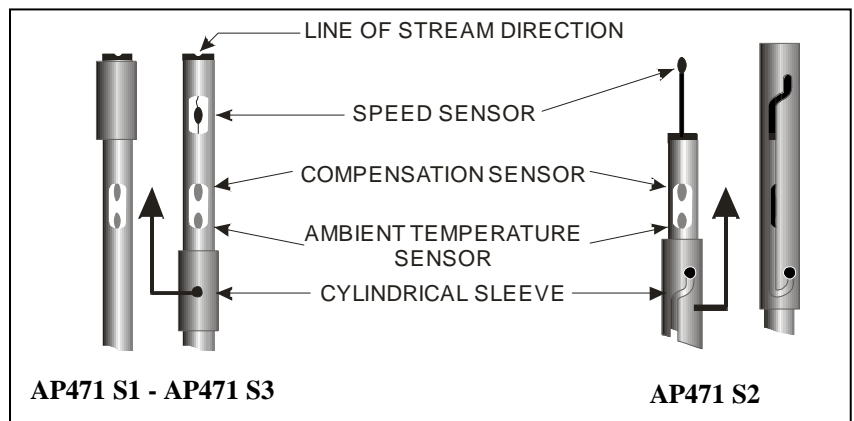 LINE OF STREAM DIRECTION
SPEED SENSOR
COMPENSATION SENSOR
AMBIENT TEMPERATURE
SENSOR
CYLINDRICAL SLEEVE
AP471 S1 - AP471 S3
AP471 S2